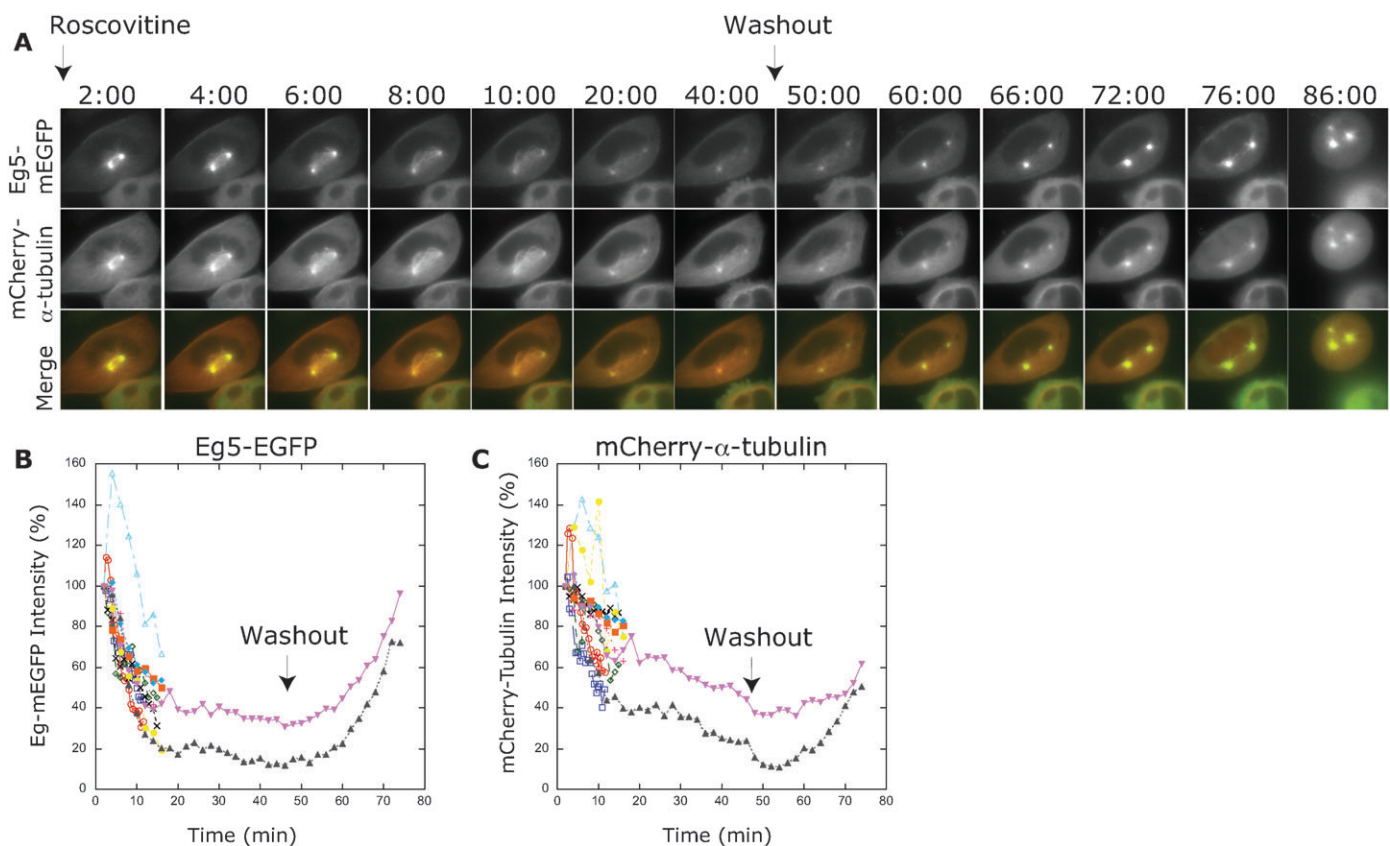 A
Roscovitine
Washout
2:00 4:00 6:00 8:00 10:00 20:00 40:00 50:00 60:00 66:00 72:00 76:00 86:00
Eg5-
mEGFP
mCherry-
α-tubulin
Merge
B
Eg5-EGFP
Eg-mEGFP Intensity (%)
160
140
120
100
80
60
40
20
0
Washout
0 10 20 30 40 50 60 70 80
Time (min)
C
mCherry-α-tubulin
mCherry-Tubulin Intensity (%)
160
140
120
100
80
60
40
20
0
Washout
0 10 20 30 40 50 60 70 80
Time (min)